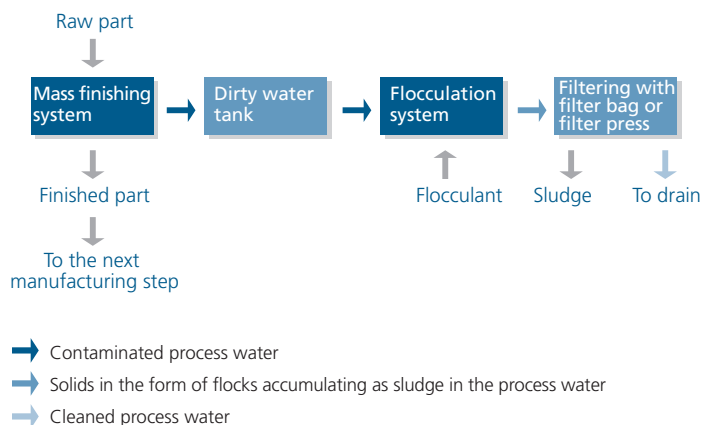 Raw part
Mass finishing
system
Dirty water
tank
Flocculation
system
Filtering with
filter bag or
filter press
Finished part
Flocculant
Sludge
To drain
To the next
manufacturing step
Contaminated process water
Solids in the form of flocks accumulating as sludge in the process water
Cleaned process water